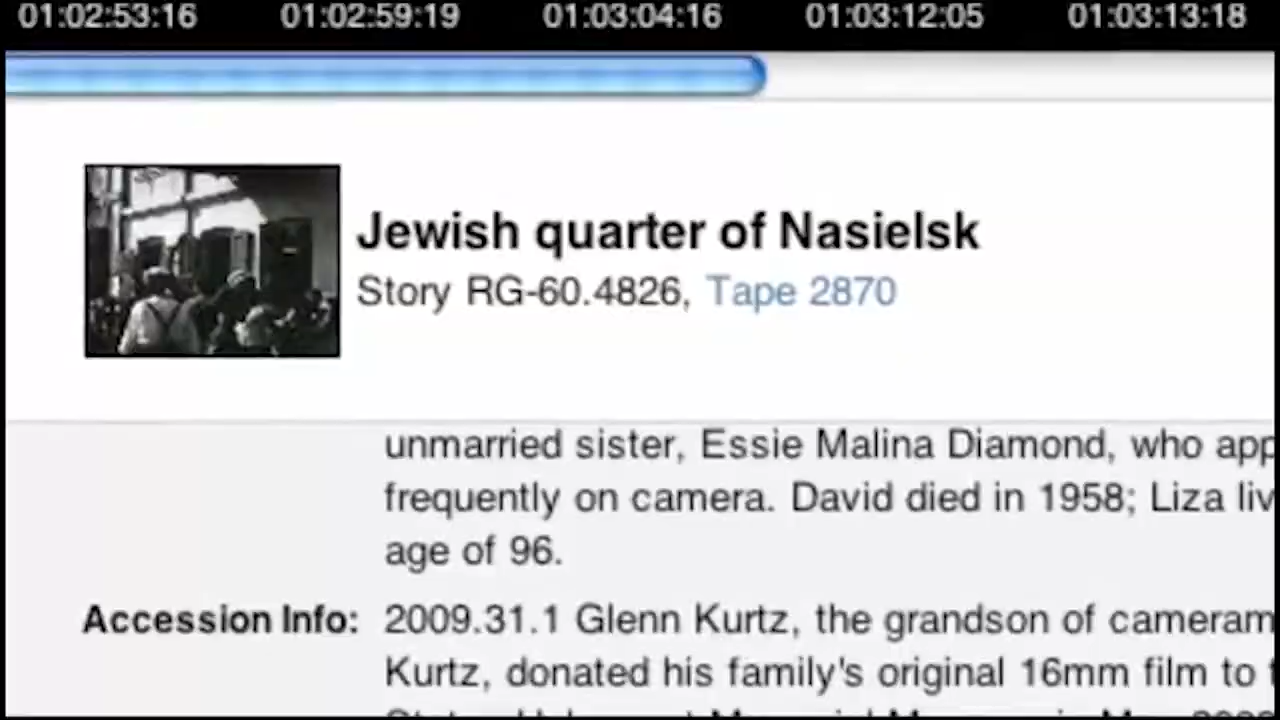 01:02:53:16 01:02:59:19 01:03:04:16 01:03:12:05 01:03:13:18
Jewish quarter of Nasielsk
Story RG-60.4826, Tape 2870
unmarried sister, Essie Malina Diamond, who app
frequently on camera. David died in 1958; Liza liv
age of 96.
Accession Info: 2009.31.1 Glenn Kurtz, the grandson of cameram
Kurtz, donated his family's original 16mm film to t